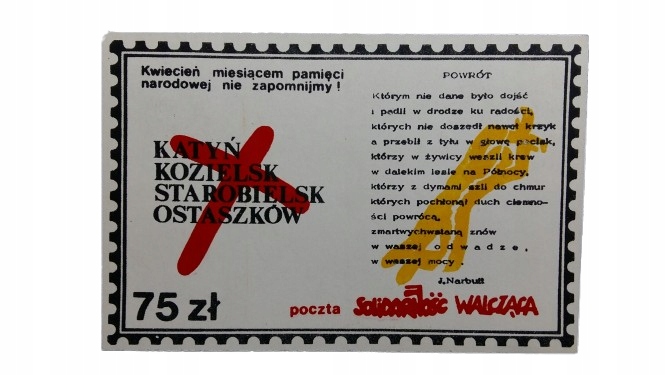 Kwiecień miesiącem pamięci
narodowej nie zapomnijmy!
KATYŃ
KOZIELSK
STAROBIELSK
OSTASZKÓW
75 zł
POWRÓT
Którym nie dane było dojść
i padli w drodze ku radości,
których nie doszedł nawet krzyk
a przebił z tyłu w głowę pocisk,
którzy w żywicy weszli krew
w dalekim lesie na Północy,
którzy z dymami szli do chmur
których pochłonął duch ciemno-
ści powrócą,
zmartwychwstaną znów
w waszej odwadze,
w waszej mocy.
J.Narbutt
poczta SOLIDARNOŚĆ WALCZĄCA